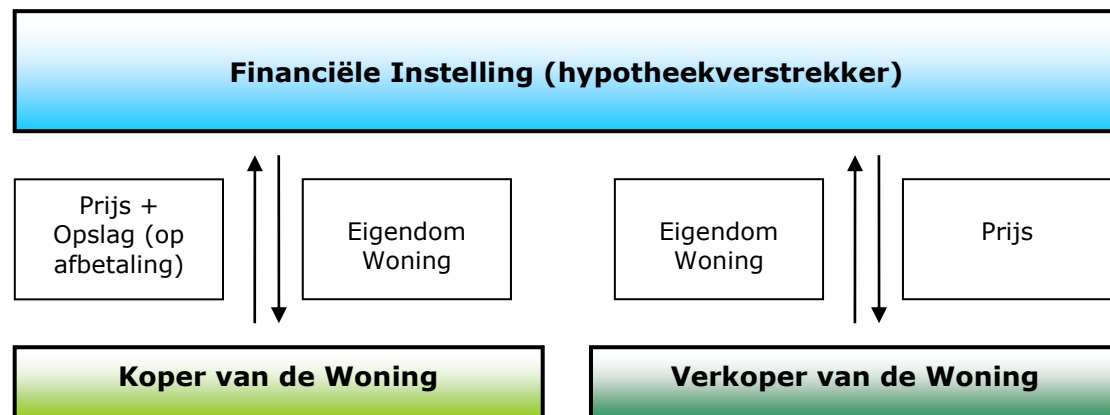 Financiële Instelling (hypotheekverstrekker)
Prijs +
Opslag (op
afbetaling)
Eigendom
Woning
Eigendom
Woning
Prijs
Koper van de Woning
Verkoper van de Woning